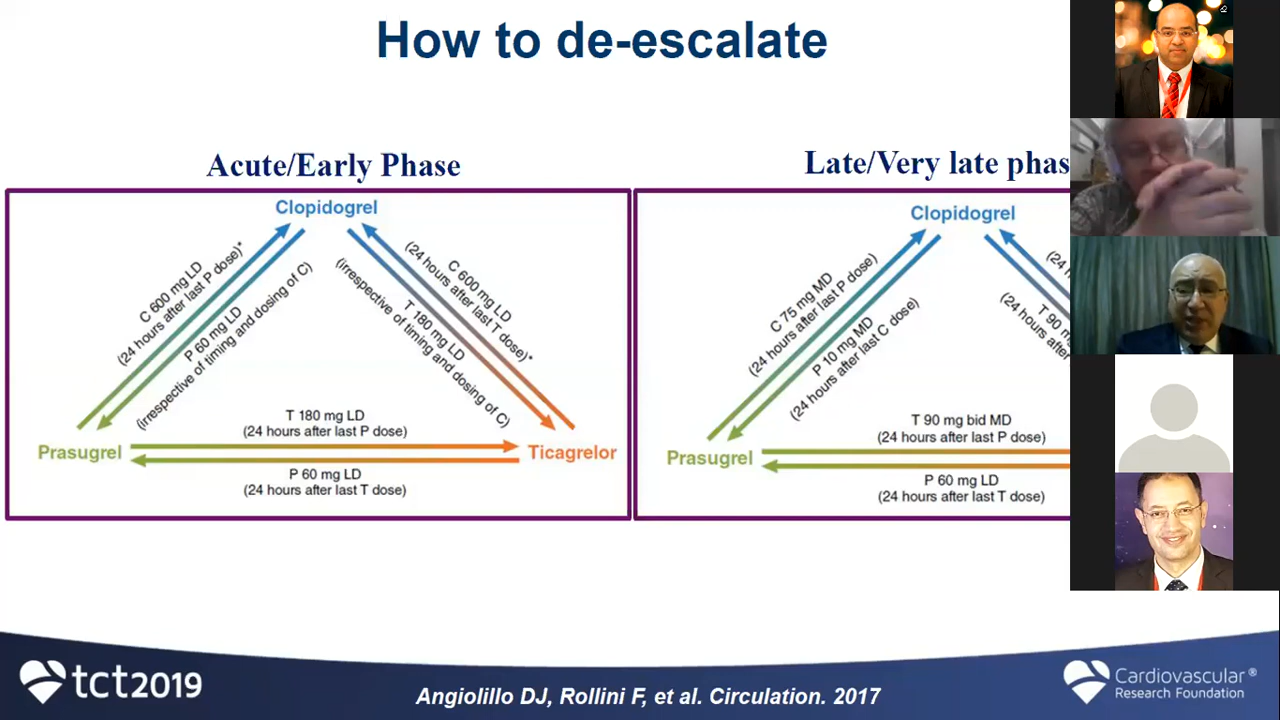 How to de-escalate
Acute/Early Phase
Clopidogrel
C 600 mg LD
(24 hours after last P dose)*
P 60 mg LD
(irrespective of timing and dosing of C)
C 600 mg LD
(24 hours after last T dose)*
T 180 mg LD
(irrespective of timing and dosing of C)
T 180 mg LD
(24 hours after last P dose)
Prasugrel
Ticagrelor
P 60 mg LD
(24 hours after last T dose)
Late/Very late phas
Clopidogrel
C 75 mg MD
(24 hours after last P dose)
P 10 mg MD
(24 hours after last C dose)
(24
T 90
(24 hours after
T 90 mg bid MD
(24 hours after last P dose)
Prasugrel
P 60 mg LD
(24 hours after last T dose)
tct2019
Angiolillo DJ, Rollini F, et al. Circulation. 2017
Cardiovascular®
Research Foundation™